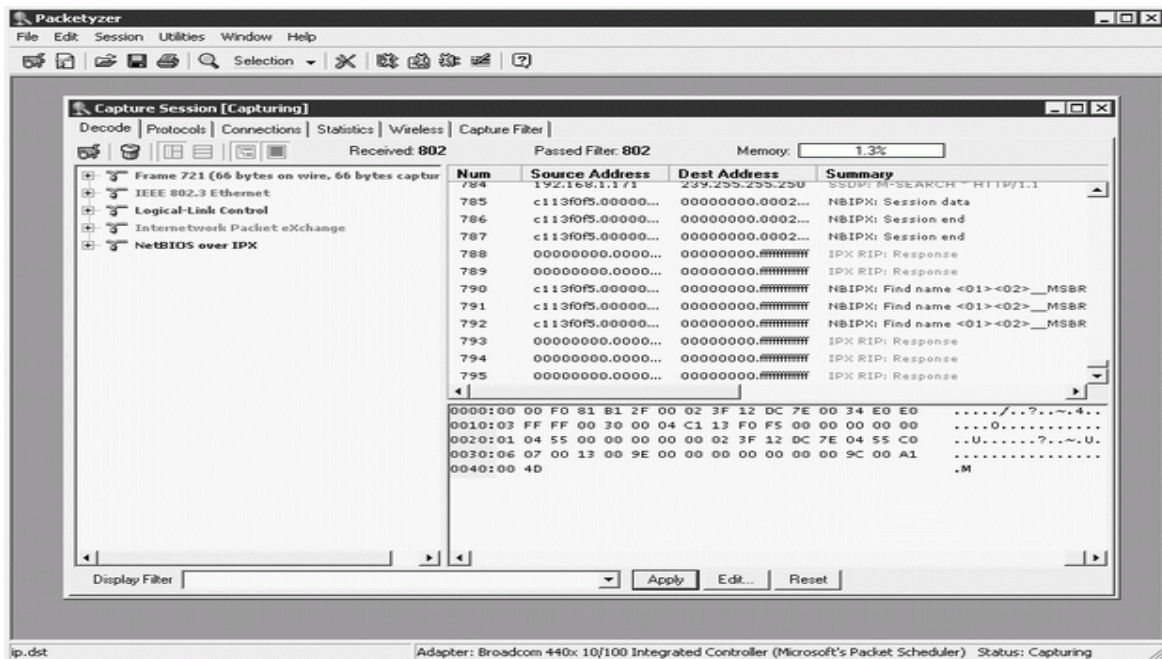 Packetyzer
File Edit Session Utilities Window Help
Selection
Capture Session [Capturing]
Decode Protocols Connections Statistics Wireless Capture Filter
Received: 802 Passed Filter: 802 Memory: 1.3%
Frame 721 (66 bytes on wire, 66 bytes captur
IEEE 802.3 Ethernet
Logical-Link Control
Internetwork Packet eXchange
NetBIOS over IPX
Num Source Address Dest Address Summary
784 192.168.1.171 239.255.255.250 SSDP: M-SEARCH * HTTP/1.1
785 c113f0f5.00000... 00000000.0002... NBIPX: Session data
786 c113f0f5.00000... 00000000.0002... NBIPX: Session end
787 c113f0f5.00000... 00000000.0002... NBIPX: Session end
788 00000000.0000... 00000000.ffffffffffff IPX RIP: Response
789 00000000.0000... 00000000.ffffffffffff IPX RIP: Response
790 c113f0f5.00000... 00000000.ffffffffffff NBIPX: Find name <01><02>__MSBR
791 c113f0f5.00000... 00000000.ffffffffffff NBIPX: Find name <01><02>__MSBR
792 c113f0f5.00000... 00000000.ffffffffffff NBIPX: Find name <01><02>__MSBR
793 00000000.0000... 00000000.ffffffffffff IPX RIP: Response
794 00000000.0000... 00000000.ffffffffffff IPX RIP: Response
795 00000000.0000... 00000000.ffffffffffff IPX RIP: Response
0000:00 00 F0 81 B1 2F 00 02 3F 12 DC 7E 00 34 E0 E0 ...../..?..~.4..
0010:03 FF FF 00 30 00 04 C1 13 F0 F5 00 00 00 00 00 ....0...........
0020:01 04 55 00 00 00 00 00 02 3F 12 DC 7E 04 55 C0 ..U......?..~.U.
0030:06 07 00 13 00 9E 00 00 00 00 00 00 00 9C 00 A1 ................
0040:00 4D .M
Display Filter Apply Edit... Reset
ip.dst Adapter: Broadcom 440x 10/100 Integrated Controller (Microsoft's Packet Scheduler) Status: Capturing